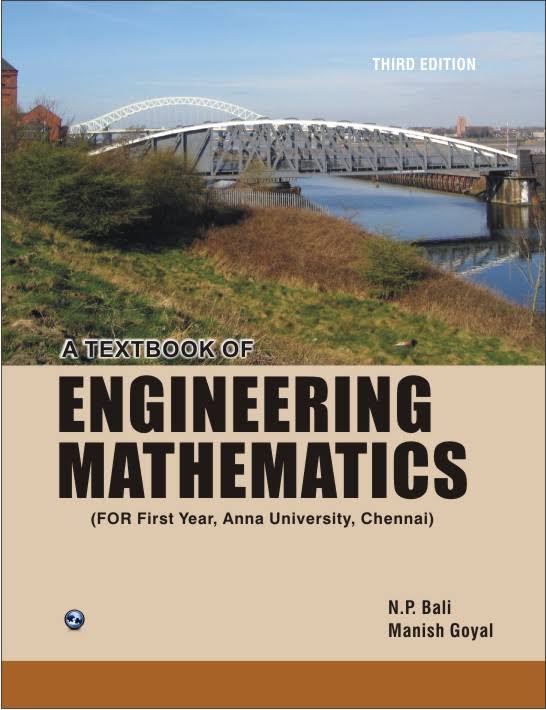 THIRD EDITION
A TEXTBOOK OF
ENGINEERING
MATHEMATICS
(FOR First Year, Anna University, Chennai)
N.P. Bali
Manish Goyal